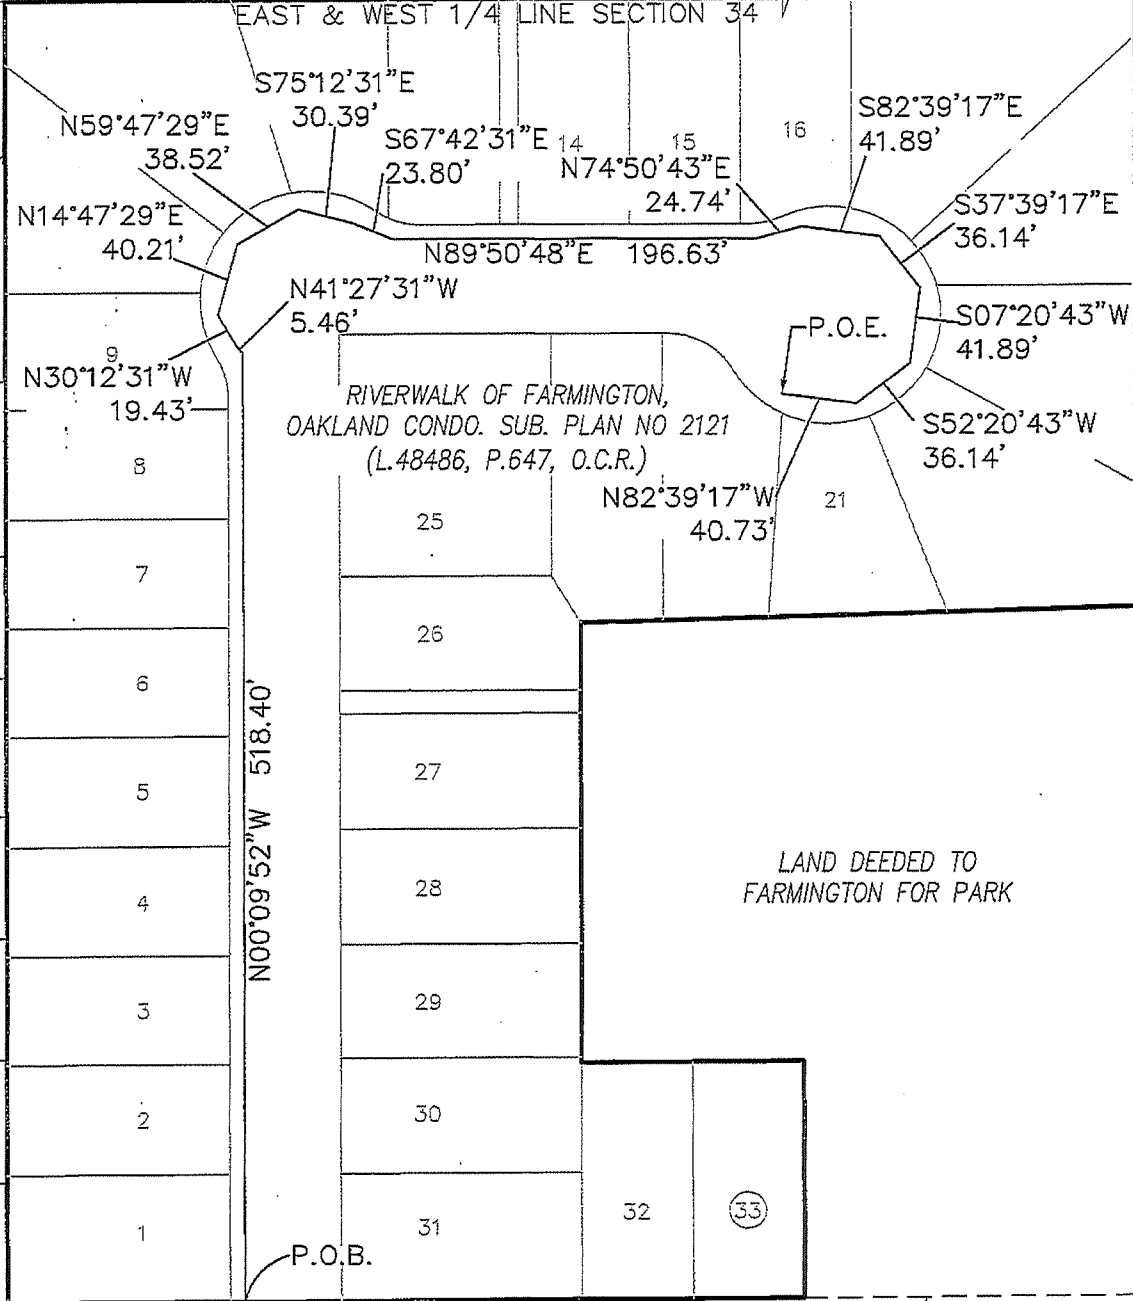 EAST & WEST 1/4 LINE SECTION 34
S75°12'31"E
30.39'
N59°47'29"E
38.52'
S67°42'31"E
23.80'
14
15
16
N74°50'43"E
24.74'
S82°39'17"E
41.89'
N14°47'29"E
40.21'
S37°39'17"E
36.14'
N89°50'48"E 196.63'
N41°27'31"W
5.46'
P.O.E.
S07°20'43"W
41.89'
9
N30°12'31"W
19.43'
RIVERWALK OF FARMINGTON,
OAKLAND CONDO. SUB. PLAN NO 2121
(L.48486, P.647, O.C.R.)
S52°20'43"W
36.14'
8
N82°39'17"W
40.73'
21
25
7
26
6
N00°09'52"W 518.40'
27
5
LAND DEEDED TO
FARMINGTON FOR PARK
28
4
29
3
30
2
32
33
31
1
P.O.B.